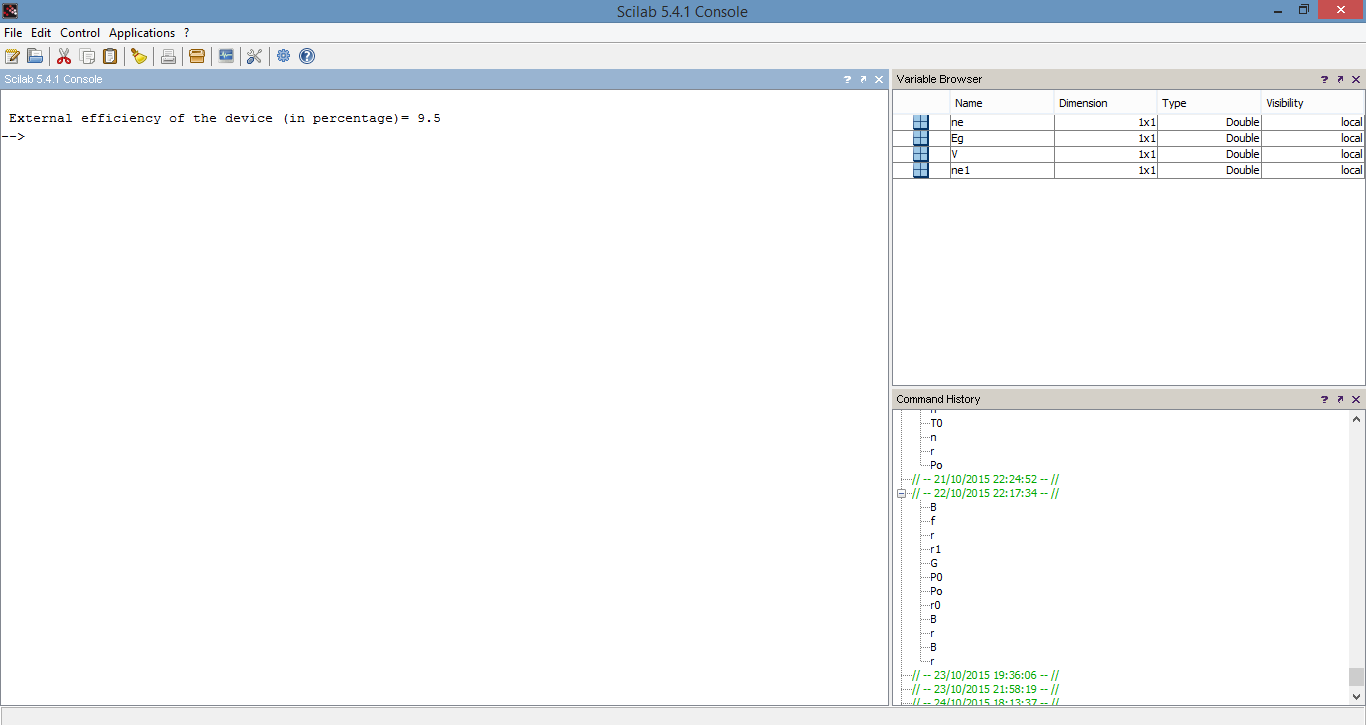 Scilab 5.4.1 Console
File Edit Control Applications ?
Scilab 5.4.1 Console
External efficiency of the device (in percentage)= 9.5
-->
Variable Browser
Name Dimension Type Visibility
ne 1x1 Double local
Eg 1x1 Double local
V 1x1 Double local
ne1 1x1 Double local
Command History
T0
n
r
Po
// -- 21/10/2015 22:24:52 -- //
// -- 22/10/2015 22:17:34 -- //
B
f
r
r1
G
P0
Po
r0
B
r
B
r
// -- 23/10/2015 19:36:06 -- //
// -- 23/10/2015 21:58:19 -- //
// -- 24/10/2015 18:13:37 -- //